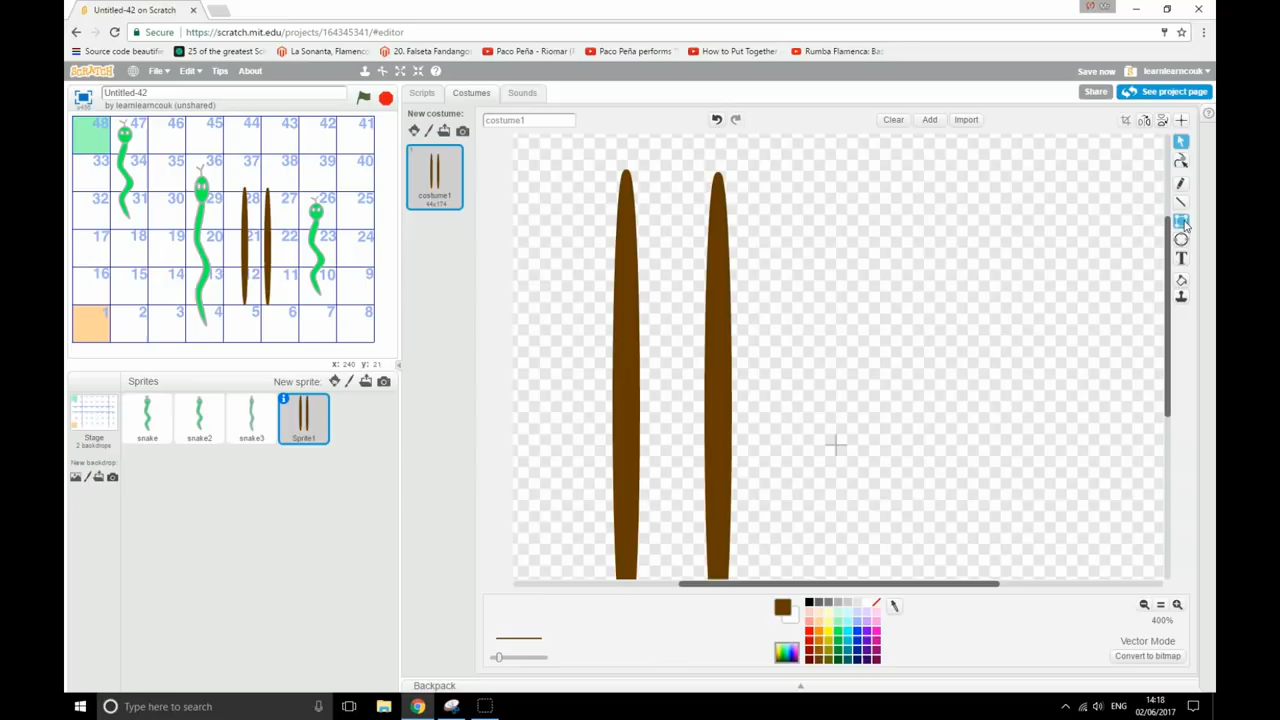 Untitled-42 on Scratch
Secure | https://scratch.mit.edu/projects/164345341/#editor
Source code beautifie 25 of the greatest Sc La Sonanta, Flamenco 20. Falseta Fandango Paco Peña - Riomar (F Paco Peña performs How to Put Together Rumba Flamenca: Bas
SCRATCH File Edit Tips About Save now learnlearncouk
Untitled-42
by learnlearncouk (unshared)
Scripts Costumes Sounds Share See project page
New costume: costume1 Clear Add Import
48 47 46 45 44 43 42 41
33 34 35 36 37 38 39 40
32 31 30 29 28 27 26 25
17 18 19 20 21 22 23 24
16 15 14 13 12 11 10 9
1 2 3 4 5 6 7 8
1
costume1
44x174
x: 240 y: 21
Sprites New sprite:
Stage
2 backdrops
snake snake2 snake3 Sprite1
New backdrop:
400%
Vector Mode
Convert to bitmap
Backpack
Type here to search
ENG
14:18
02/06/2017